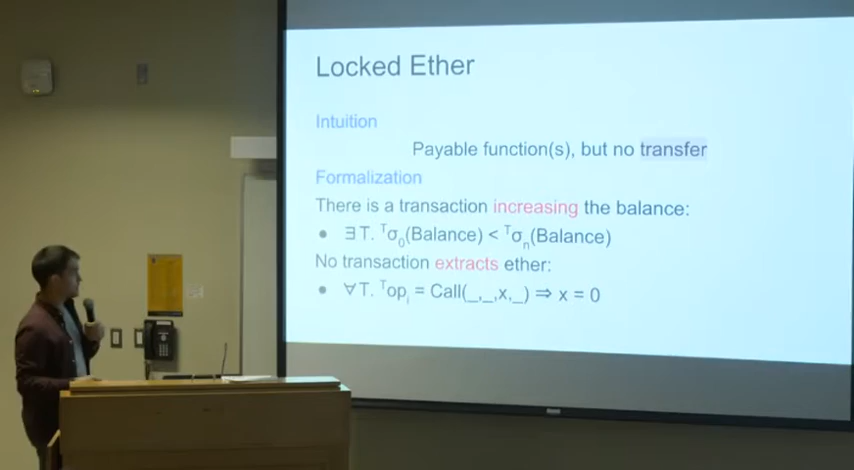 Locked Ether
Intuition
Payable function(s), but no transfer
Formalization
There is a transaction increasing the balance:
• ∃T. ᵀσ₀(Balance) < ᵀσₙ(Balance)
No transaction extracts ether:
• ∀T. ᵀopᵢ = Call(_,_,x,_) ⇒ x = 0